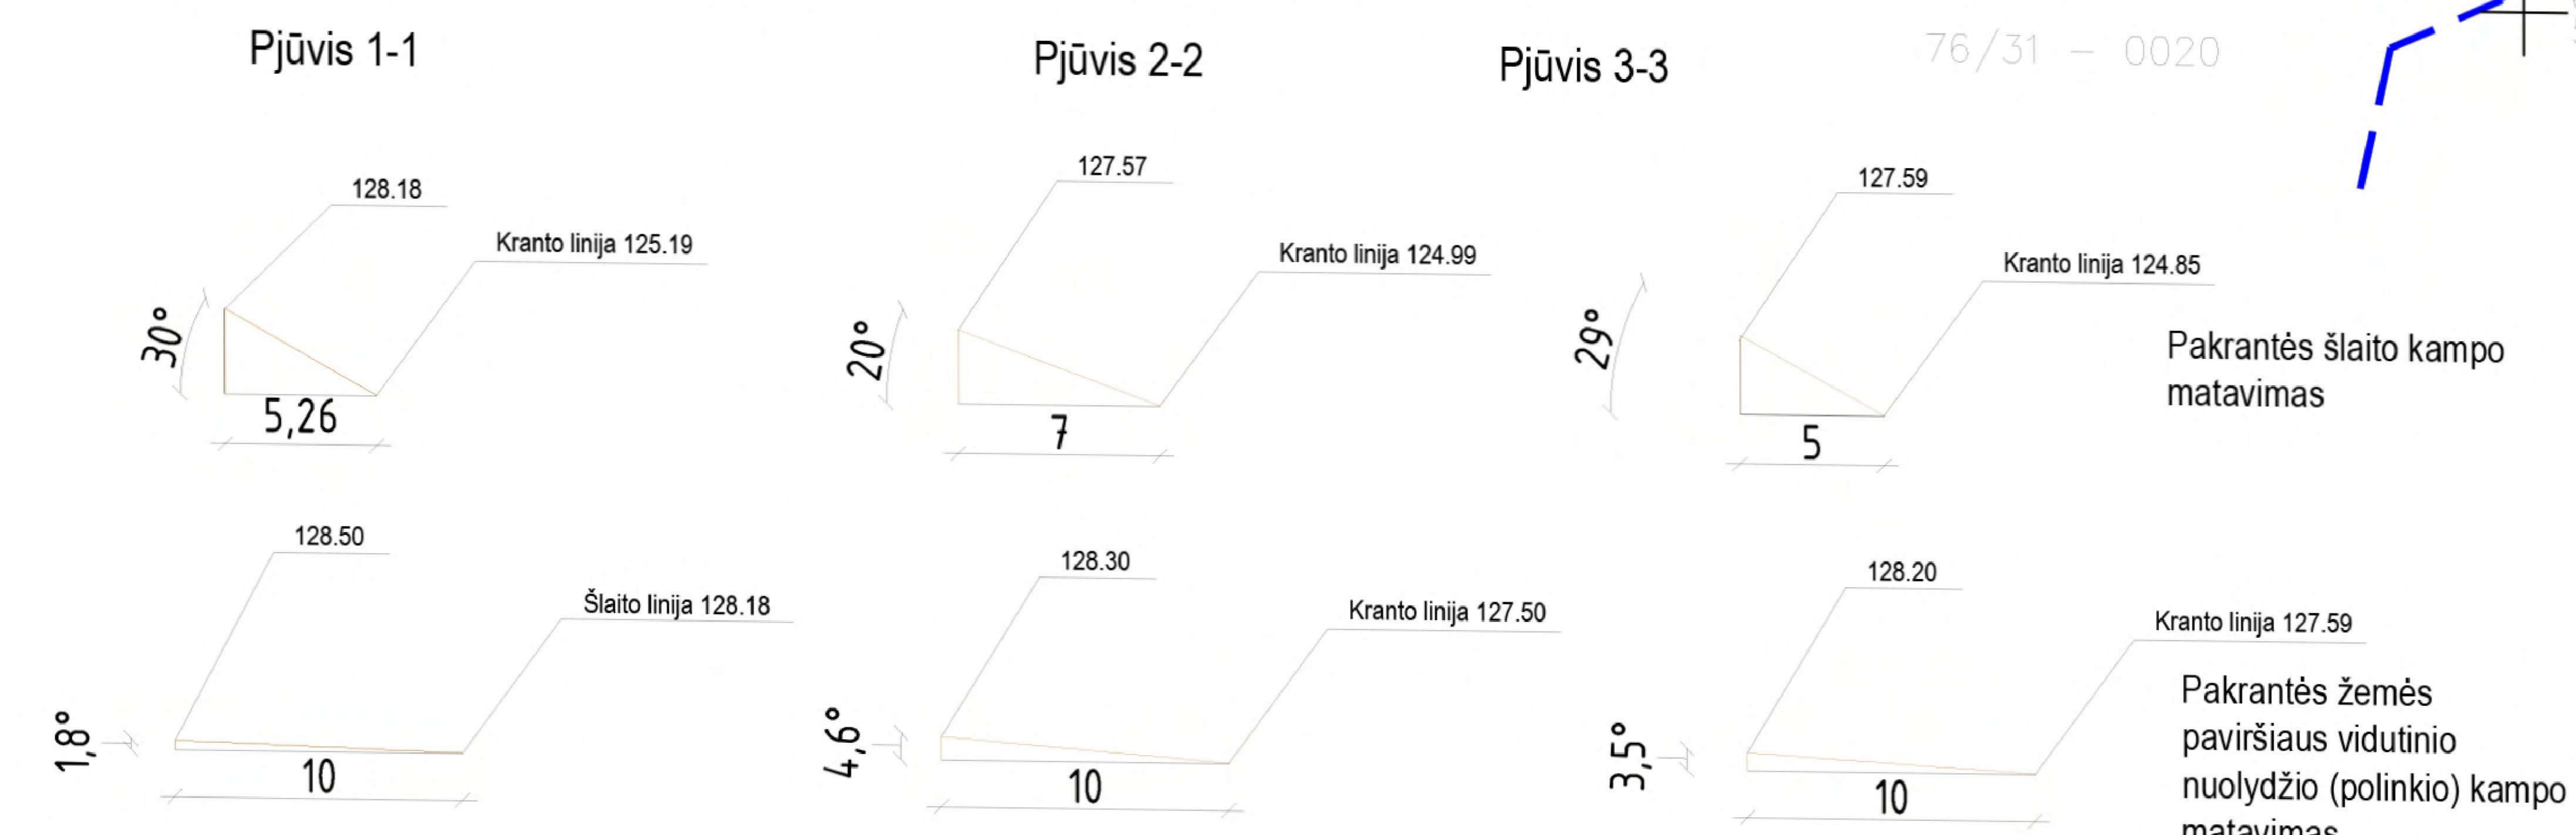 Pjūvis 1-1
Pjūvis 2-2
Pjūvis 3-3
76/31 - 0020
128.18
Kranto linija 125.19
30°
5,26
127.57
Kranto linija 124.99
20°
7
127.59
Kranto linija 124.85
29°
5
Pakrantės šlaito kampo
matavimas
128.50
Šlaito linija 128.18
1,8°
10
128.30
Kranto linija 127.50
4,6°
10
128.20
Kranto linija 127.59
3,5°
10
Pakrantės žemės
paviršiaus vidutinio
nuolydžio (polinkio) kampo
matavimas